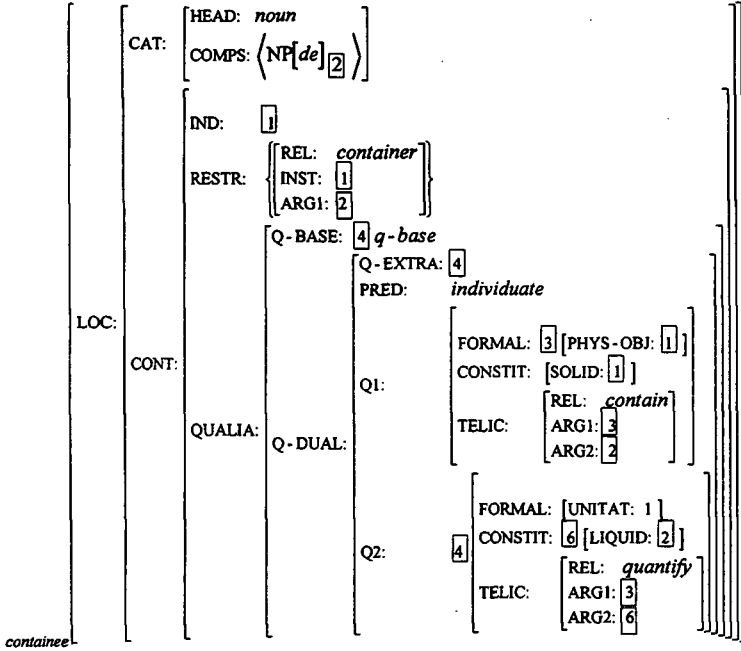 HEAD: noun
CAT:
COMPS: ⟨NP[de] 2⟩
IND: 1
REL: container
RESTR: INST: 1
ARG1: 2
Q-BASE: 4 q-base
Q-EXTRA: 4
PRED: individuate
LOC:
FORMAL: 3 [PHYS-OBJ: 1 ]
CONT: CONSTIT: [SOLID: 1 ]
Q1:
REL: contain
QUALIA: Q-DUAL: TELIC: ARG1: 3
ARG2: 2
FORMAL: [UNITAT: 1 ]
CONSTIT: 6 [LIQUID: 2 ]
Q2: 4
REL: quantify
TELIC: ARG1: 3
ARG2: 6
containee